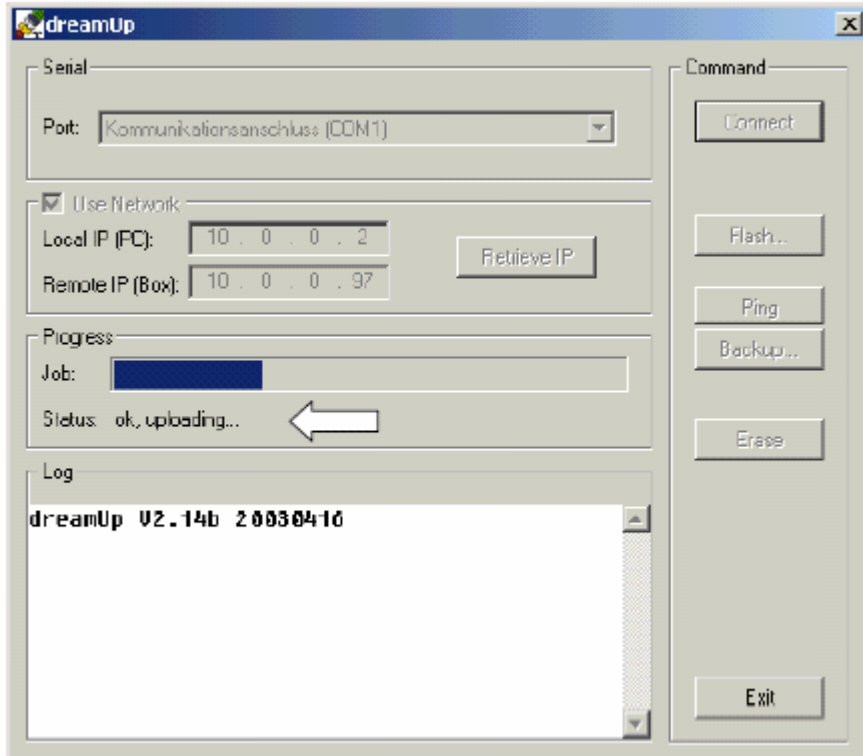 dreamUp
Serial
Port: Kommunikationsanschluss (COM1)
Use Network
Local IP (PC): 10 . 0 . 0 . 2
Remote IP (Box): 10 . 0 . 0 . 97
Retrieve IP
Progress
Job:
Status: ok, uploading...
Log
dreamUp V2.14b 20030416
Command
Connect
Flash...
Ping
Backup...
Erase
Exit